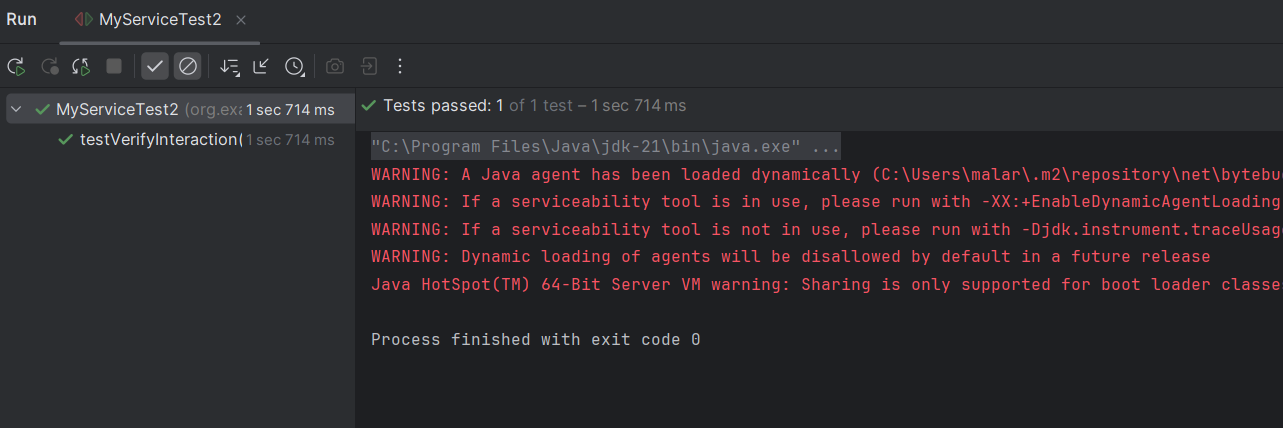 Run MyServiceTest2
MyServiceTest2 (org.exa 1 sec 714 ms
testVerifyInteraction( 1 sec 714 ms
Tests passed: 1 of 1 test – 1 sec 714 ms
"C:\Program Files\Java\jdk-21\bin\java.exe" ...
WARNING: A Java agent has been loaded dynamically (C:\Users\malar\.m2\repository\net\bytebud
WARNING: If a serviceability tool is in use, please run with -XX:+EnableDynamicAgentLoading
WARNING: If a serviceability tool is not in use, please run with -Djdk.instrument.traceUsage
WARNING: Dynamic loading of agents will be disallowed by default in a future release
Java HotSpot(TM) 64-Bit Server VM warning: Sharing is only supported for boot loader classes
Process finished with exit code 0